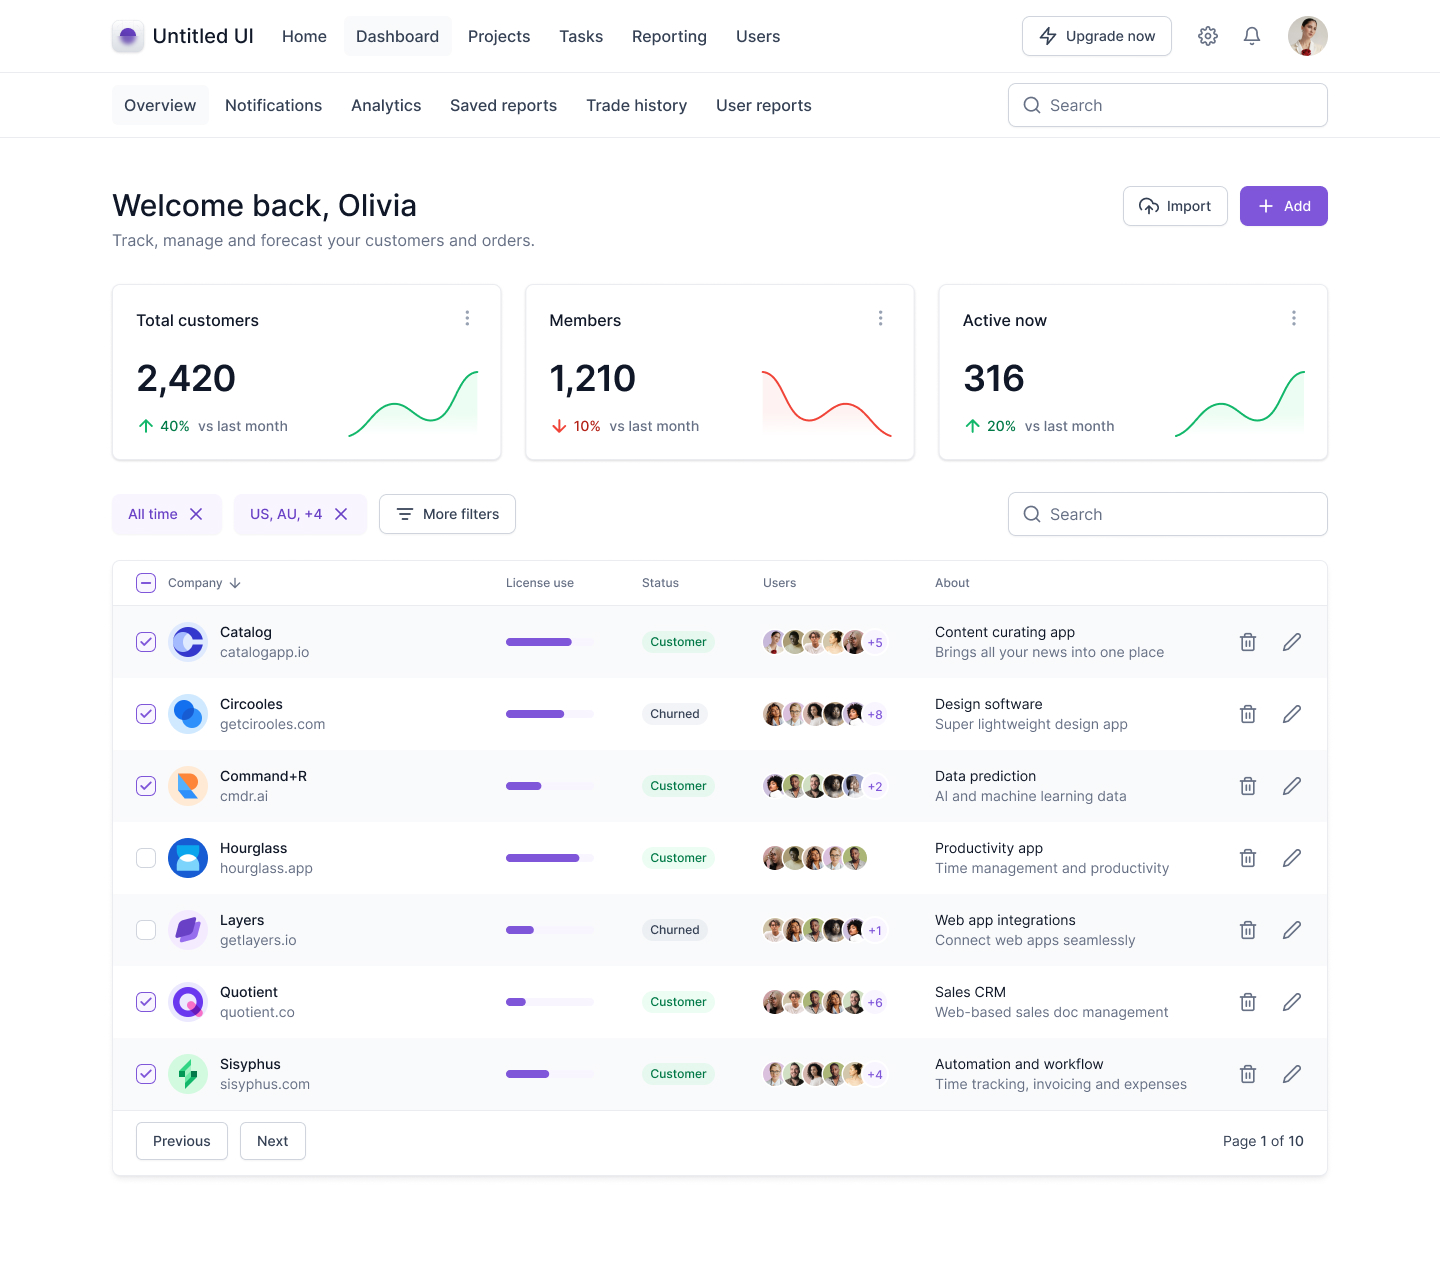 Untitled UI Home Dashboard Projects Tasks Reporting Users Upgrade now
Overview Notifications Analytics Saved reports Trade history User reports Search
Welcome back, Olivia
Track, manage and forecast your customers and orders.
Import Add
Total customers
2,420
40% vs last month
Members
1,210
10% vs last month
Active now
316
20% vs last month
All time US, AU, +4 More filters Search
Company License use Status Users About
Catalog
catalogapp.io
Customer
+5
Content curating app
Brings all your news into one place
Circooles
getcirooles.com
Churned
+8
Design software
Super lightweight design app
Command+R
cmdr.ai
Customer
+2
Data prediction
AI and machine learning data
Hourglass
hourglass.app
Customer
Productivity app
Time management and productivity
Layers
getlayers.io
Churned
+1
Web app integrations
Connect web apps seamlessly
Quotient
quotient.co
Customer
+6
Sales CRM
Web-based sales doc management
Sisyphus
sisyphus.com
Customer
+4
Automation and workflow
Time tracking, invoicing and expenses
Previous Next Page 1 of 10